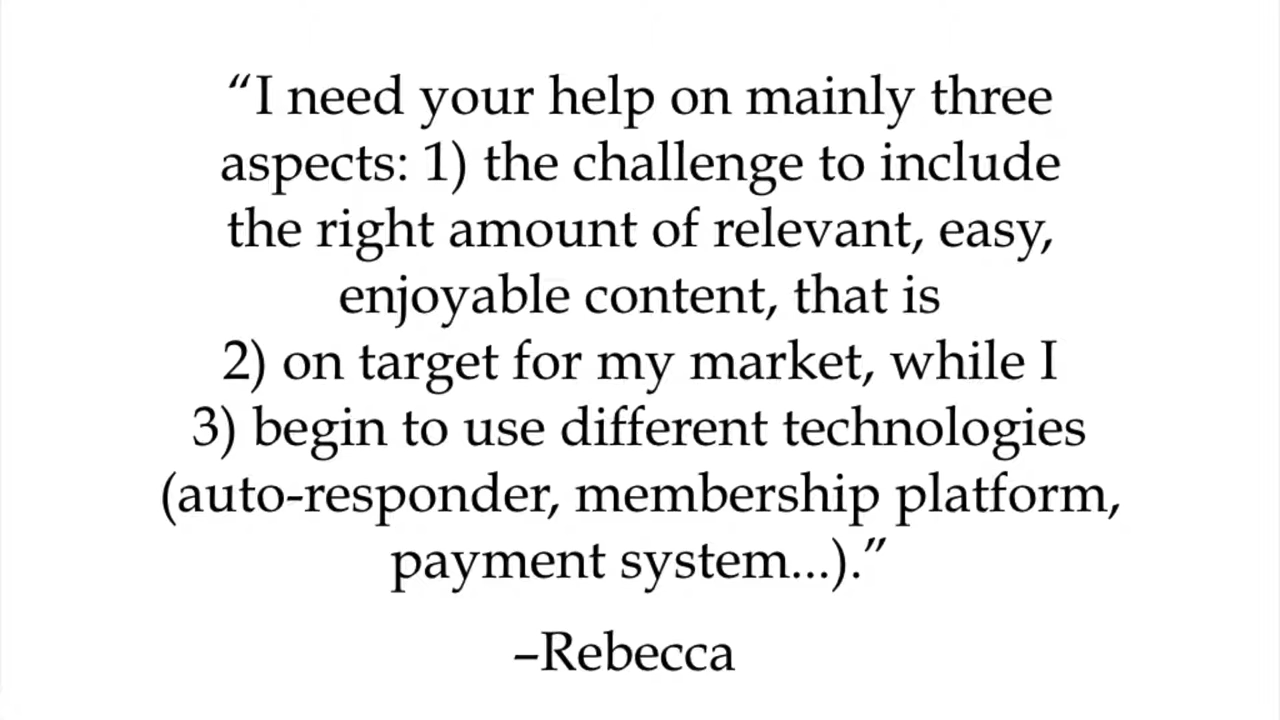 “I need your help on mainly three
aspects: 1) the challenge to include
the right amount of relevant, easy,
enjoyable content, that is
2) on target for my market, while I
3) begin to use different technologies
(auto-responder, membership platform,
payment system...).”
–Rebecca